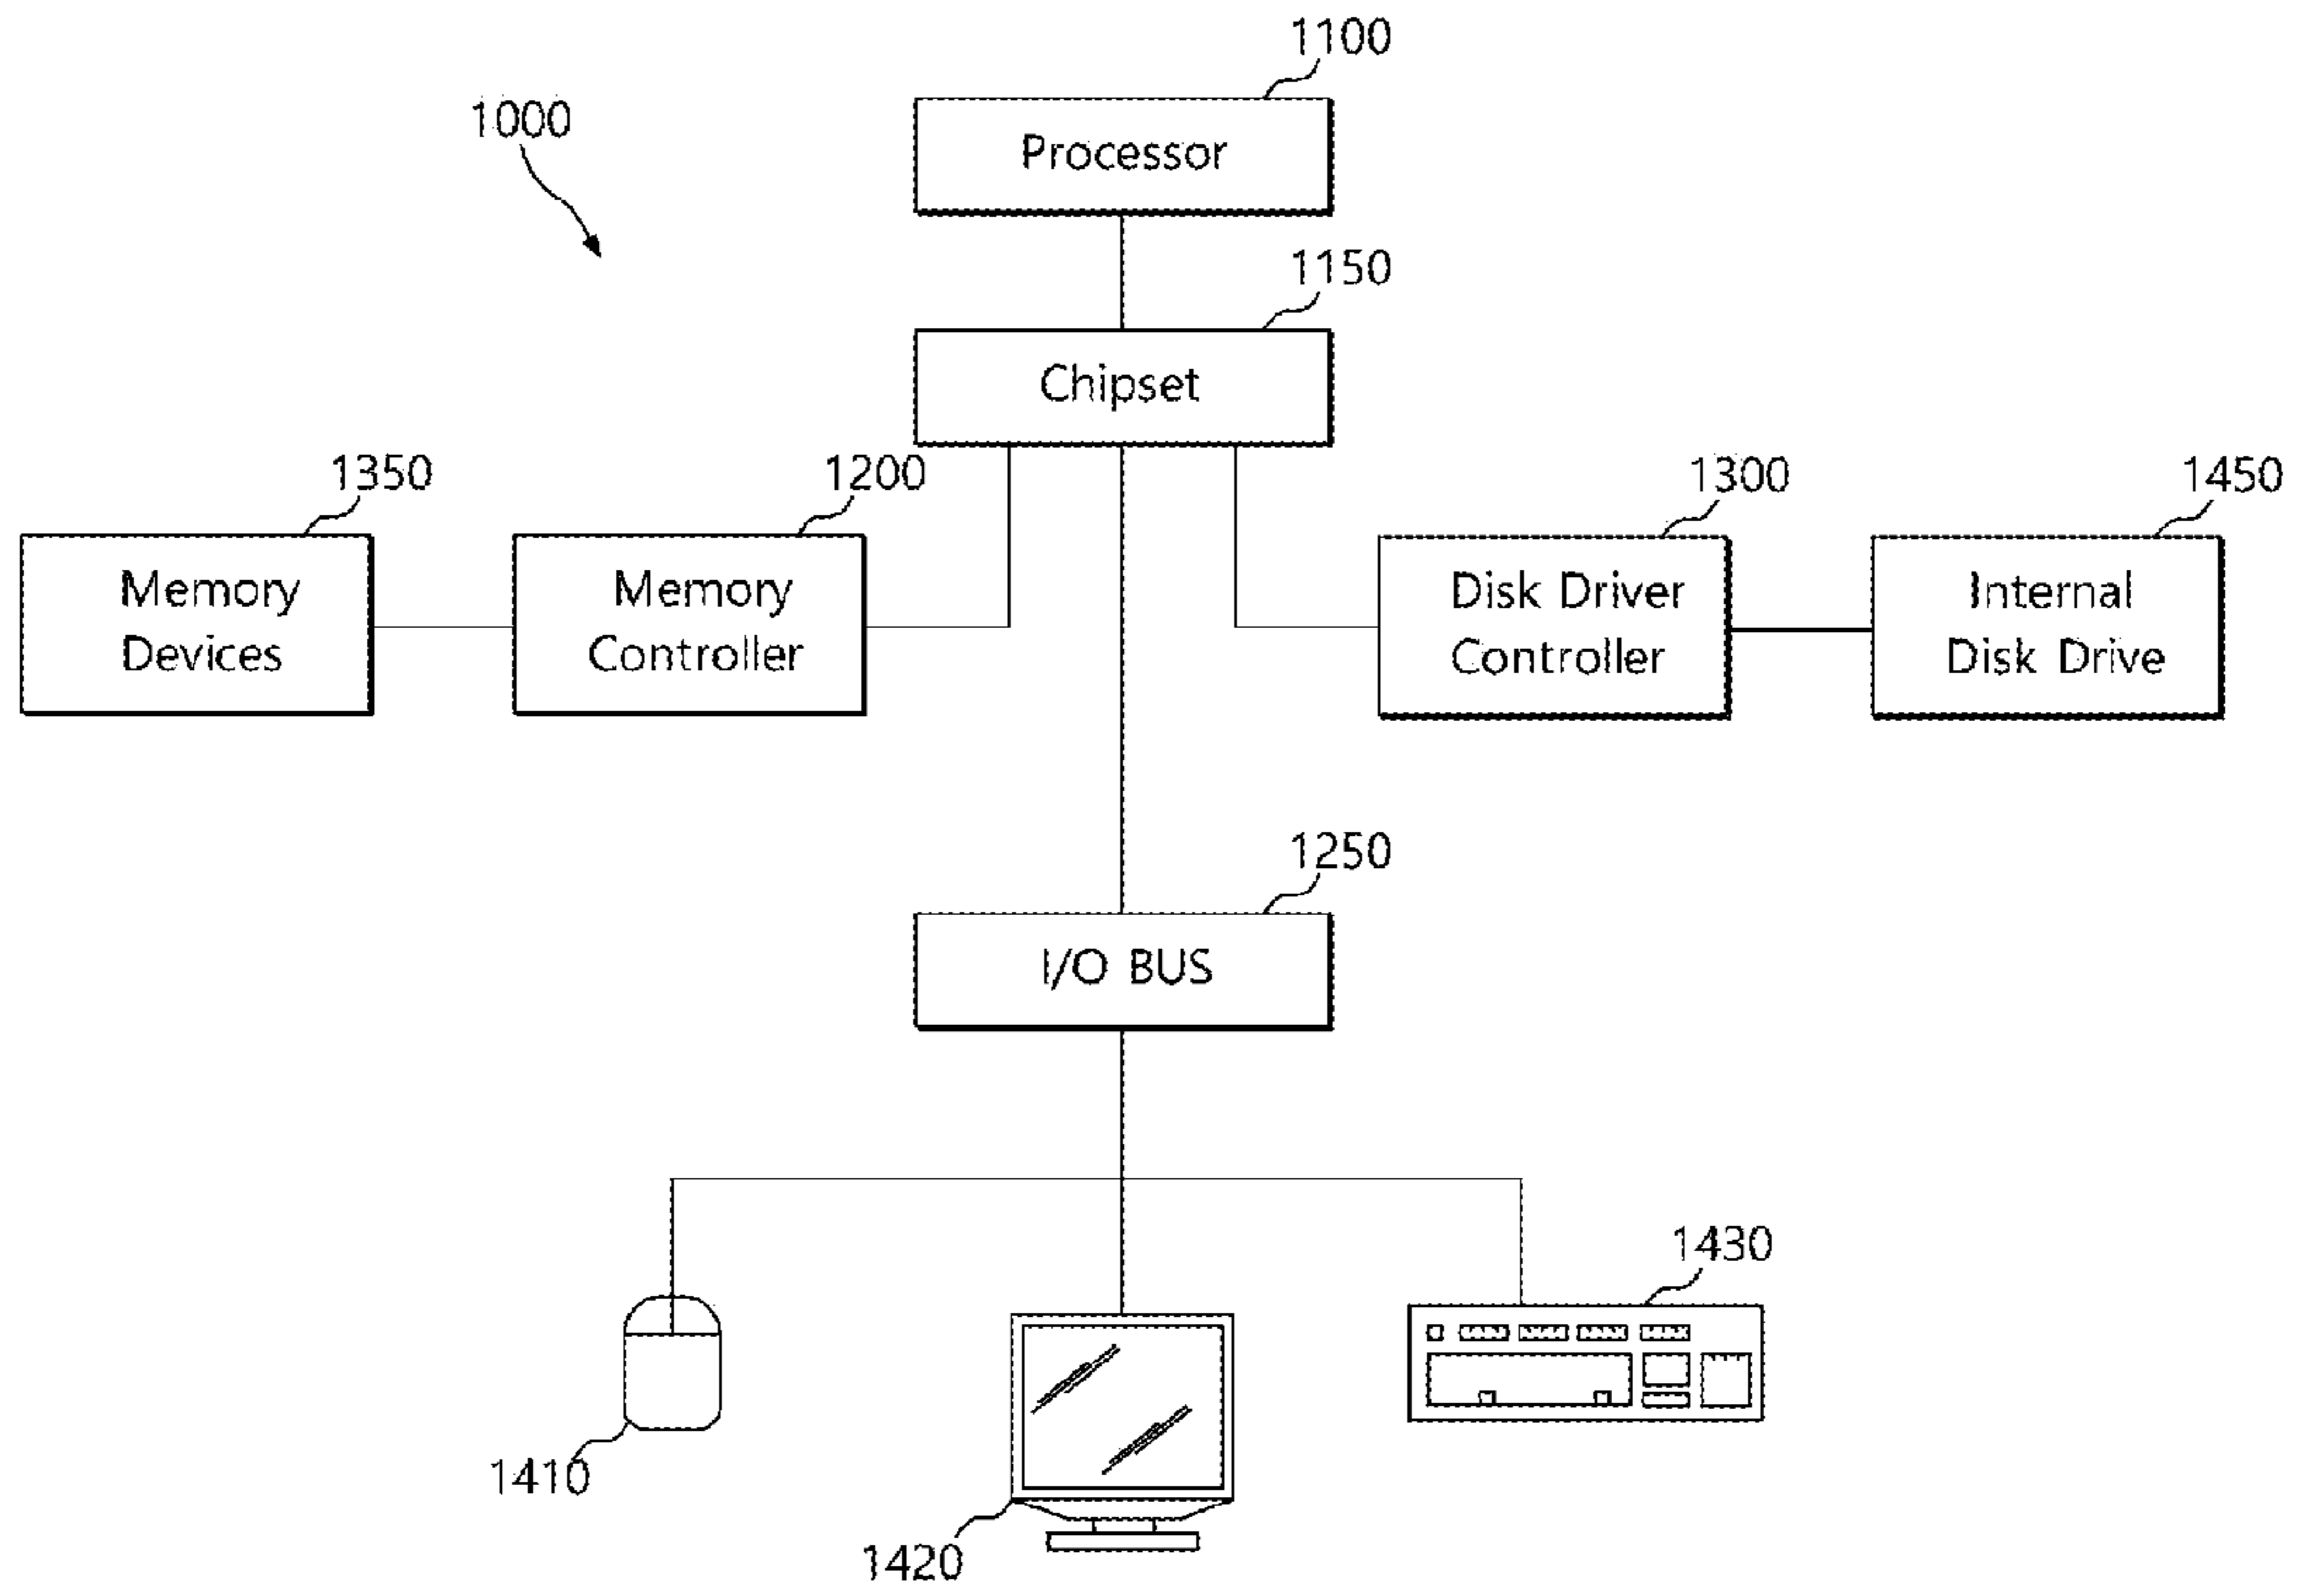 1100
1000
Processor
1150
Chipset
1350
1200
1300
1450
Memory
Devices
Memory
Controller
Disk Driver
Controller
Internal
Disk Drive
1250
I/O BUS
1430
1410
1420